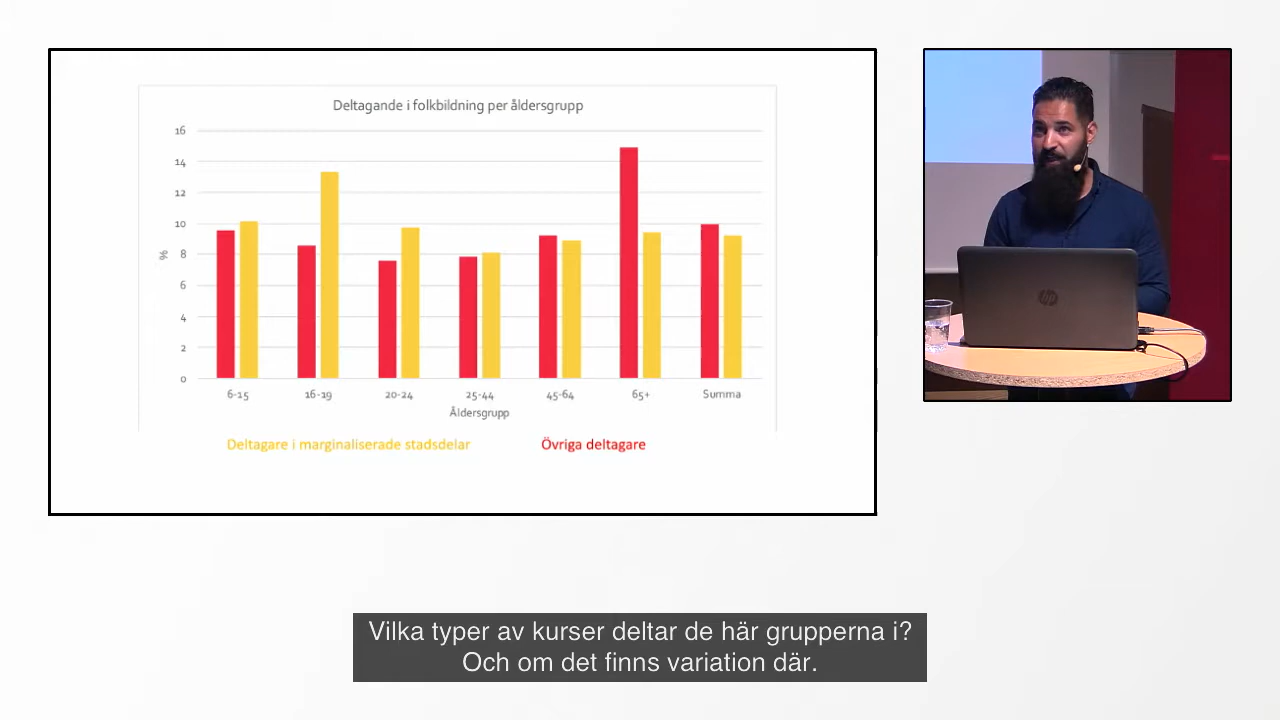 Deltagande i folkbildning per åldersgrupp
16
14
12
10
8
6
4
2
0
%
6-15 16-19 20-24 25-44 45-64 65+ Summa
Åldersgrupp
Deltagare i marginaliserade stadsdelar Övriga deltagare
hp
Vilka typer av kurser deltar de här grupperna i?
Och om det finns variation där.